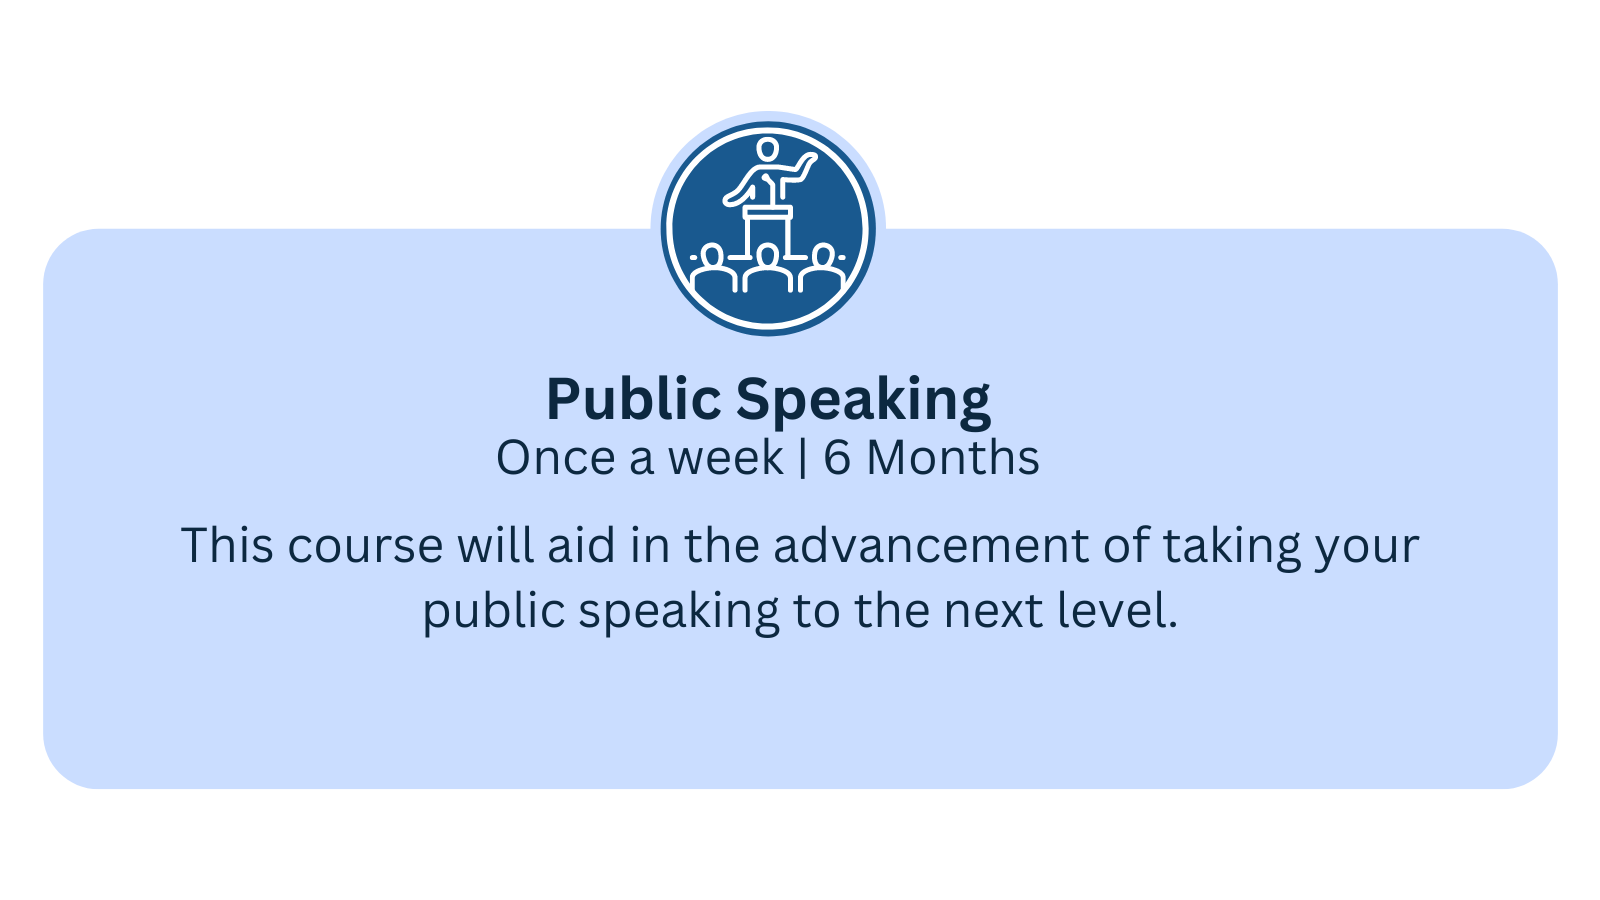 Public Speaking
Once a week | 6 Months
This course will aid in the advancement of taking your
public speaking to the next level.